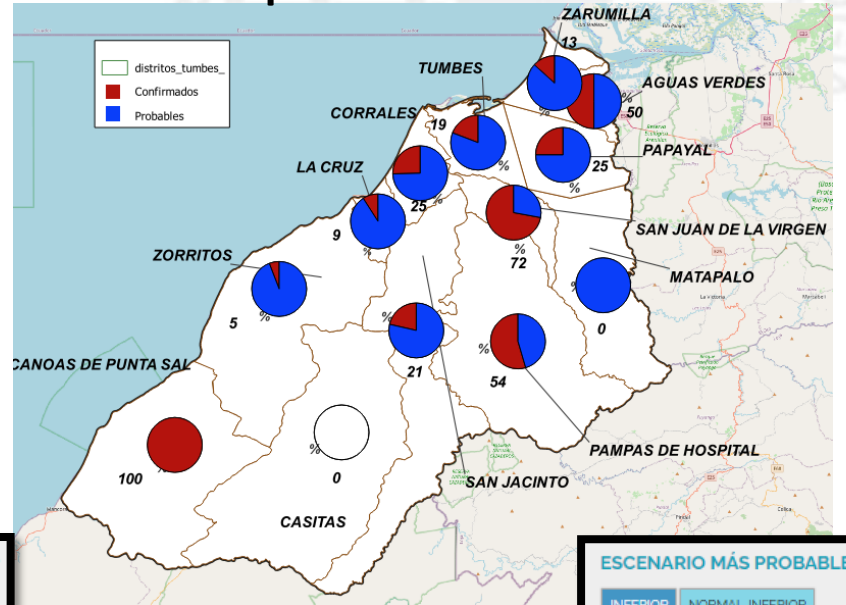 ZARUMILLA
13
distritos_tumbes_
Confirmados
Probables
TUMBES
AGUAS VERDES
%
50
CORRALES
19
%
PAPAYAL
25
%
LA CRUZ
25
%
9
%
SAN JUAN DE LA VIRGEN
%
72
ZORRITOS
MATAPALO
%
0
5
%
%
21
%
54
CANOAS DE PUNTA SAL
100
%
%
0
PAMPAS DE HOSPITAL
SAN JACINTO
CASITAS
ESCENARIO MÁS PROBABLE
INFERIOR
NORMAL INFERIOR